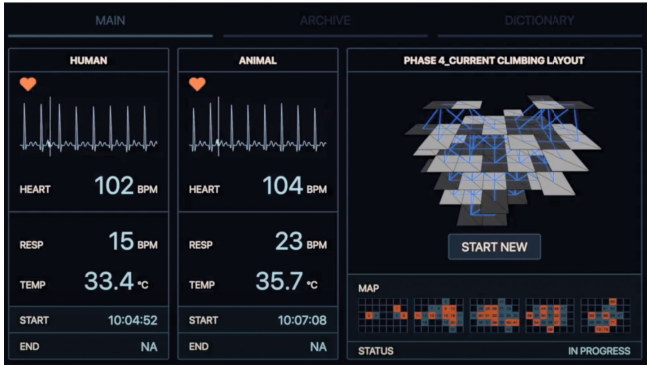 MAIN
ARCHIVE
DICTIONARY
HUMAN
HEART 102 BPM
RESP 15 BPM
TEMP 33.4 °C
START 10:04:52
END NA
ANIMAL
HEART 104 BPM
RESP 23 BPM
TEMP 35.7 °C
START 10:07:08
END NA
PHASE 4_CURRENT CLIMBING LAYOUT
START NEW
MAP
STATUS IN PROGRESS